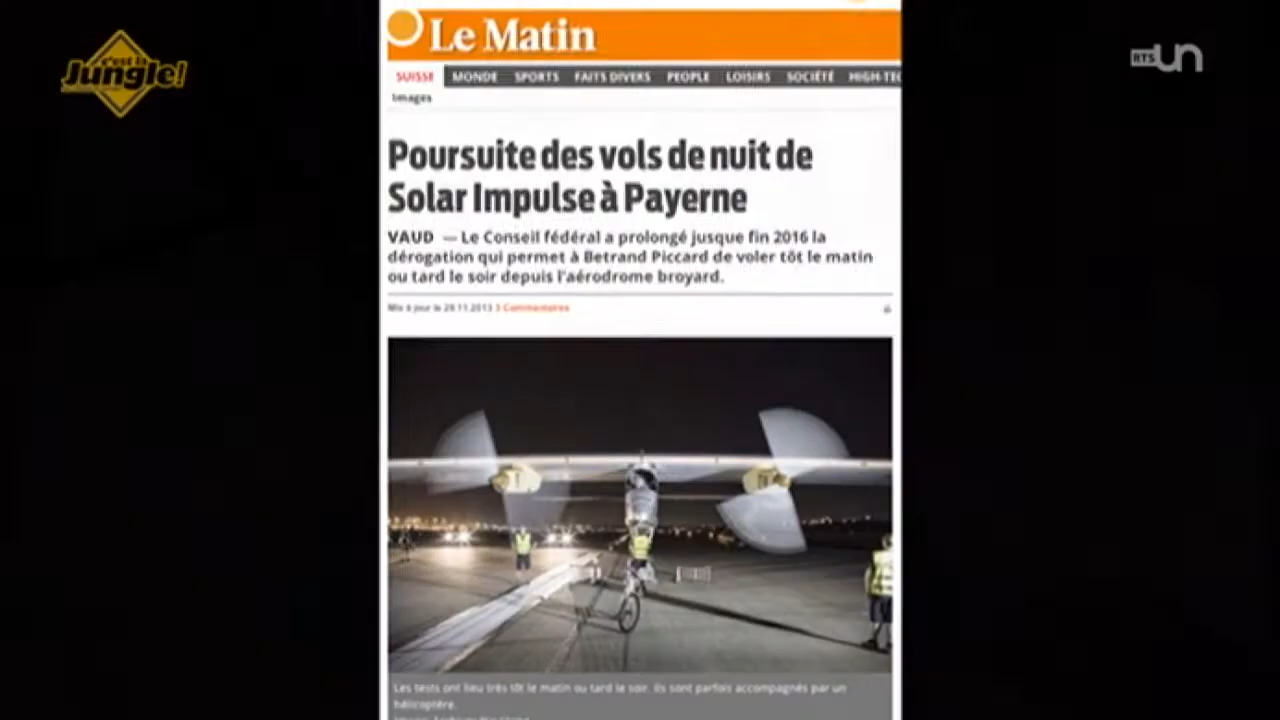 c'est la
Jungle!
RTS UN
Le Matin
SUISSE MONDE SPORTS FAITS DIVERS PEOPLE LOISIRS SOCIÉTÉ HIGH-TEC
Images
Poursuite des vols de nuit de
Solar Impulse à Payerne
VAUD — Le Conseil fédéral a prolongé jusque fin 2016 la
dérogation qui permet à Betrand Piccard de voler tôt le matin
ou tard le soir depuis l'aérodrome broyard.
Mis à jour le 29.11.2013 3 Commentaires
Les tests ont lieu très tôt le matin ou tard le soir. Ils sont parfois accompagnés par un
hélicoptère.